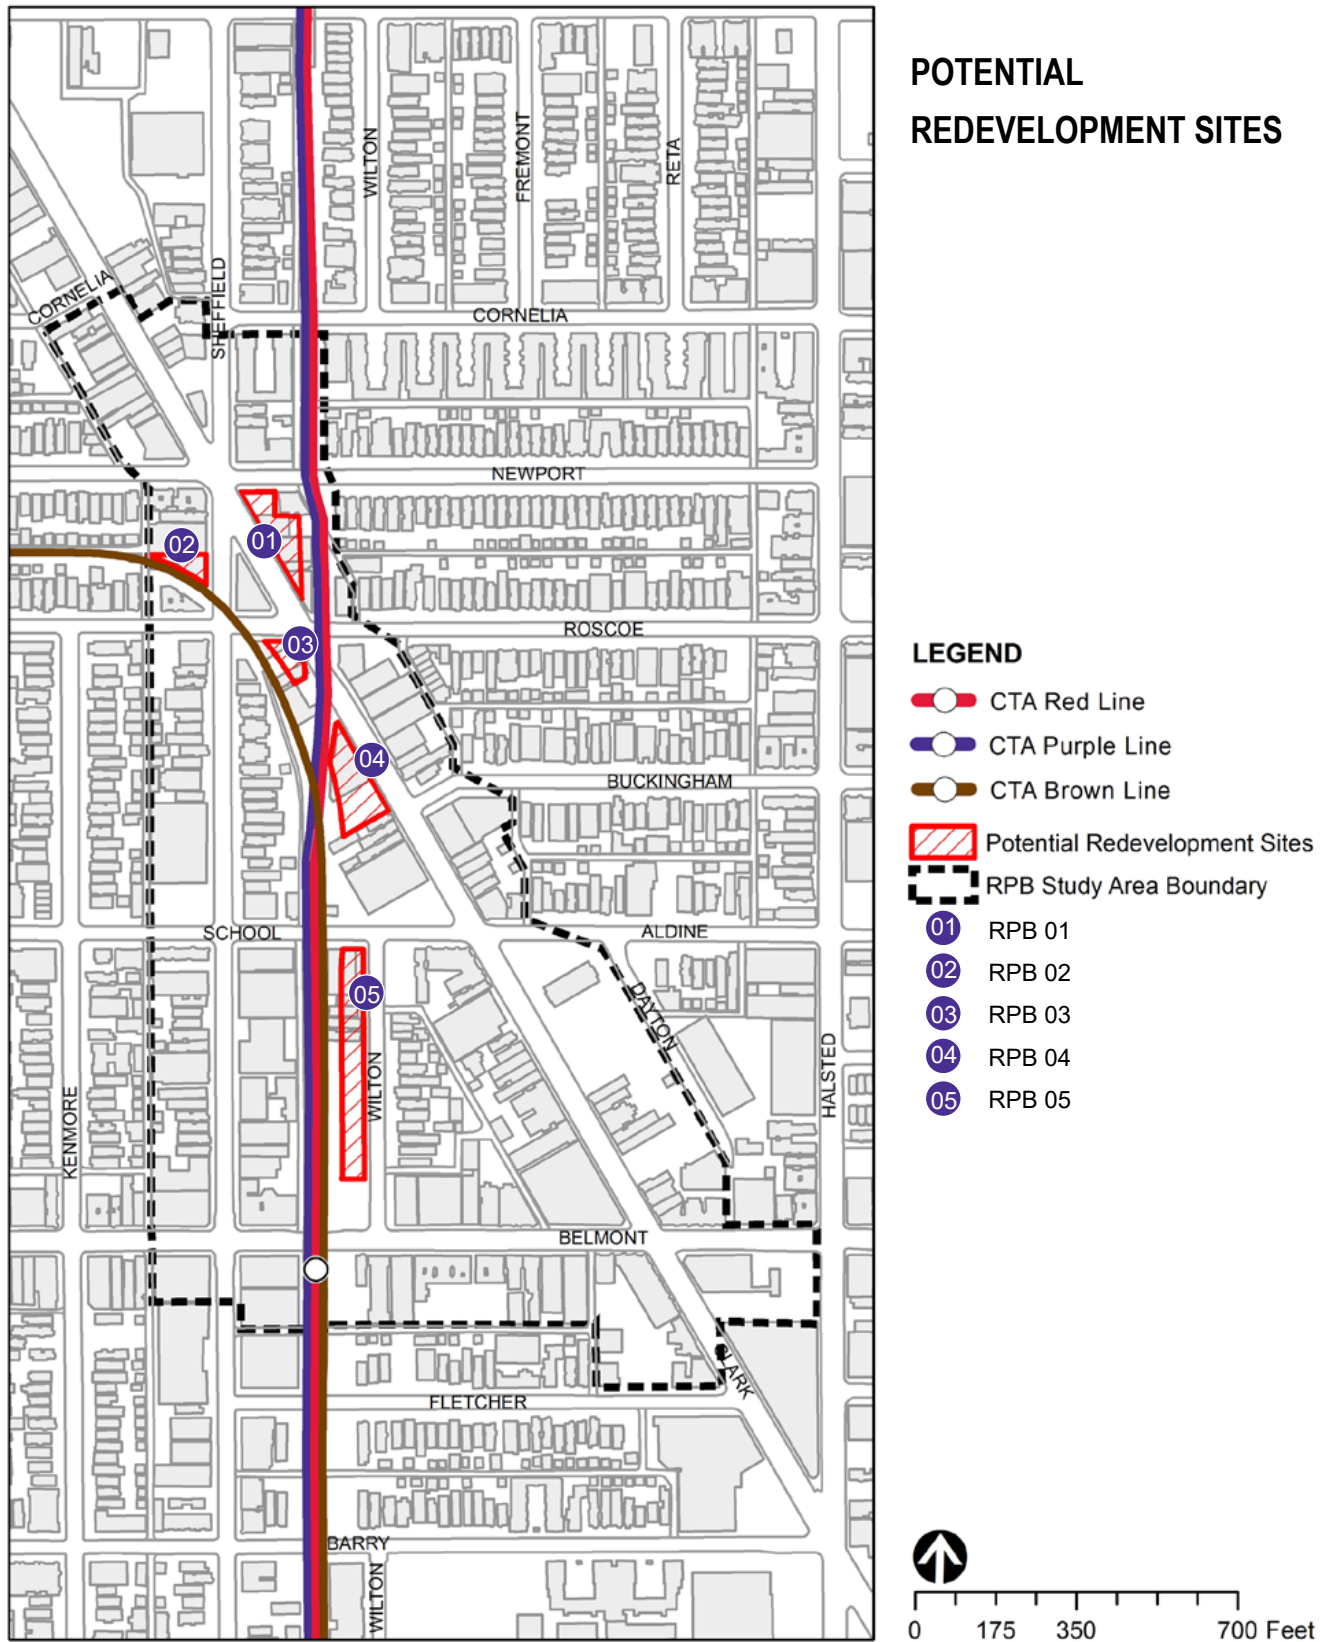 POTENTIAL
REDEVELOPMENT SITES
WILTON
FREMONT
RETA
CORNELIA
SHEFFIELD
CORNELIA
NEWPORT
02
01
ROSCOE
03
04
BUCKINGHAM
SCHOOL
ALDINE
05
DAYTON
WILTON
HALSTED
KENMORE
BELMONT
CLARK
FLETCHER
BARRY
WILTON
LEGEND
CTA Red Line
CTA Purple Line
CTA Brown Line
Potential Redevelopment Sites
RPB Study Area Boundary
01 RPB 01
02 RPB 02
03 RPB 03
04 RPB 04
05 RPB 05
0 175 350 700 Feet